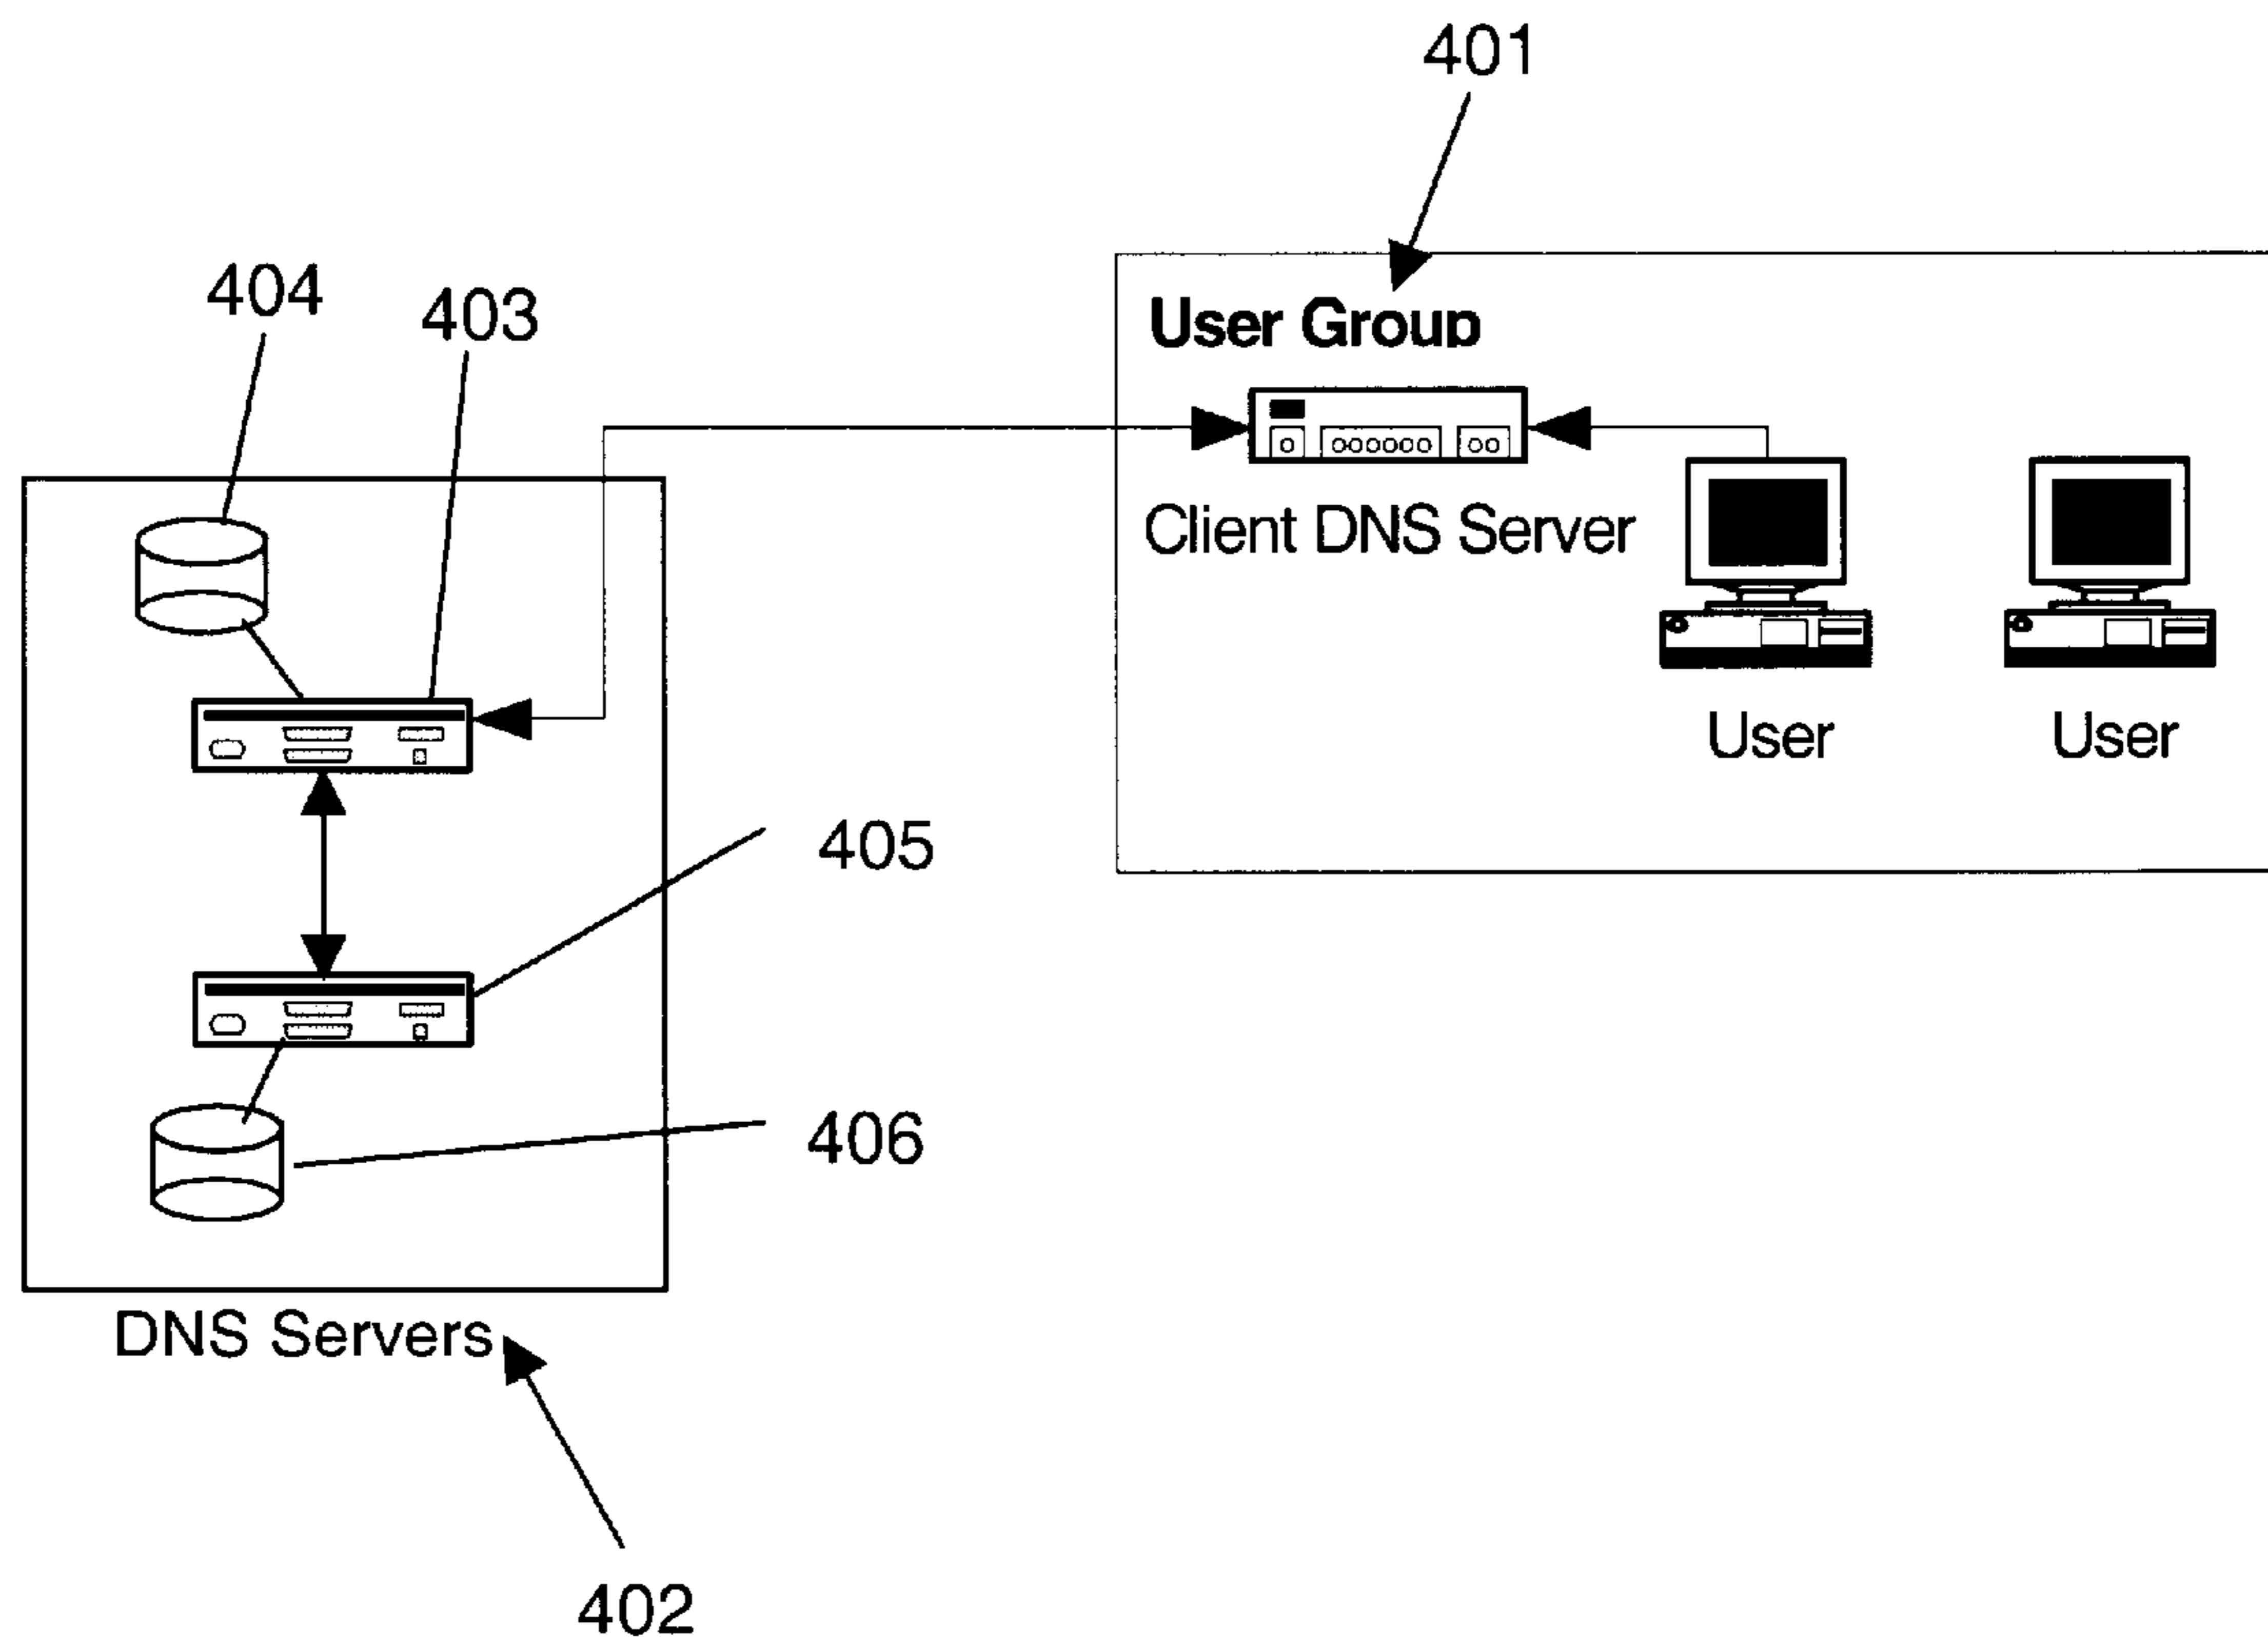 401
404
403
User Group
Client DNS Server
User
User
405
406
DNS Servers
402